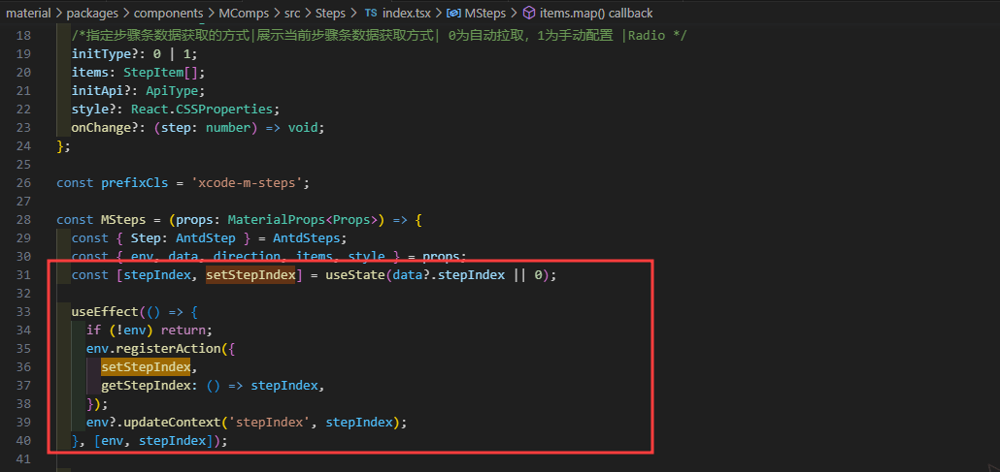 material > packages > components > MComps > src > Steps > TS index.tsx > MSteps > items.map() callback
18 /*指定步骤条数据获取的方式|展示当前步骤条数据获取方式| 0为自动拉取, 1为手动配置 |Radio */
19 initType?: 0 | 1;
20 items: StepItem[];
21 initApi?: ApiType;
22 style?: React.CSSProperties;
23 onChange?: (step: number) => void;
24 };
25
26 const prefixCls = 'xcode-m-steps';
27
28 const MSteps = (props: MaterialProps<Props>) => {
29 const { Step: AntdStep } = AntdSteps;
30 const { env, data, direction, items, style } = props;
31 const [stepIndex, setStepIndex] = useState(data?.stepIndex || 0);
32
33 useEffect(() => {
34 if (!env) return;
35 env.registerAction({
36 setStepIndex,
37 getStepIndex: () => stepIndex,
38 });
39 env?.updateContext('stepIndex', stepIndex);
40 }, [env, stepIndex]);
41